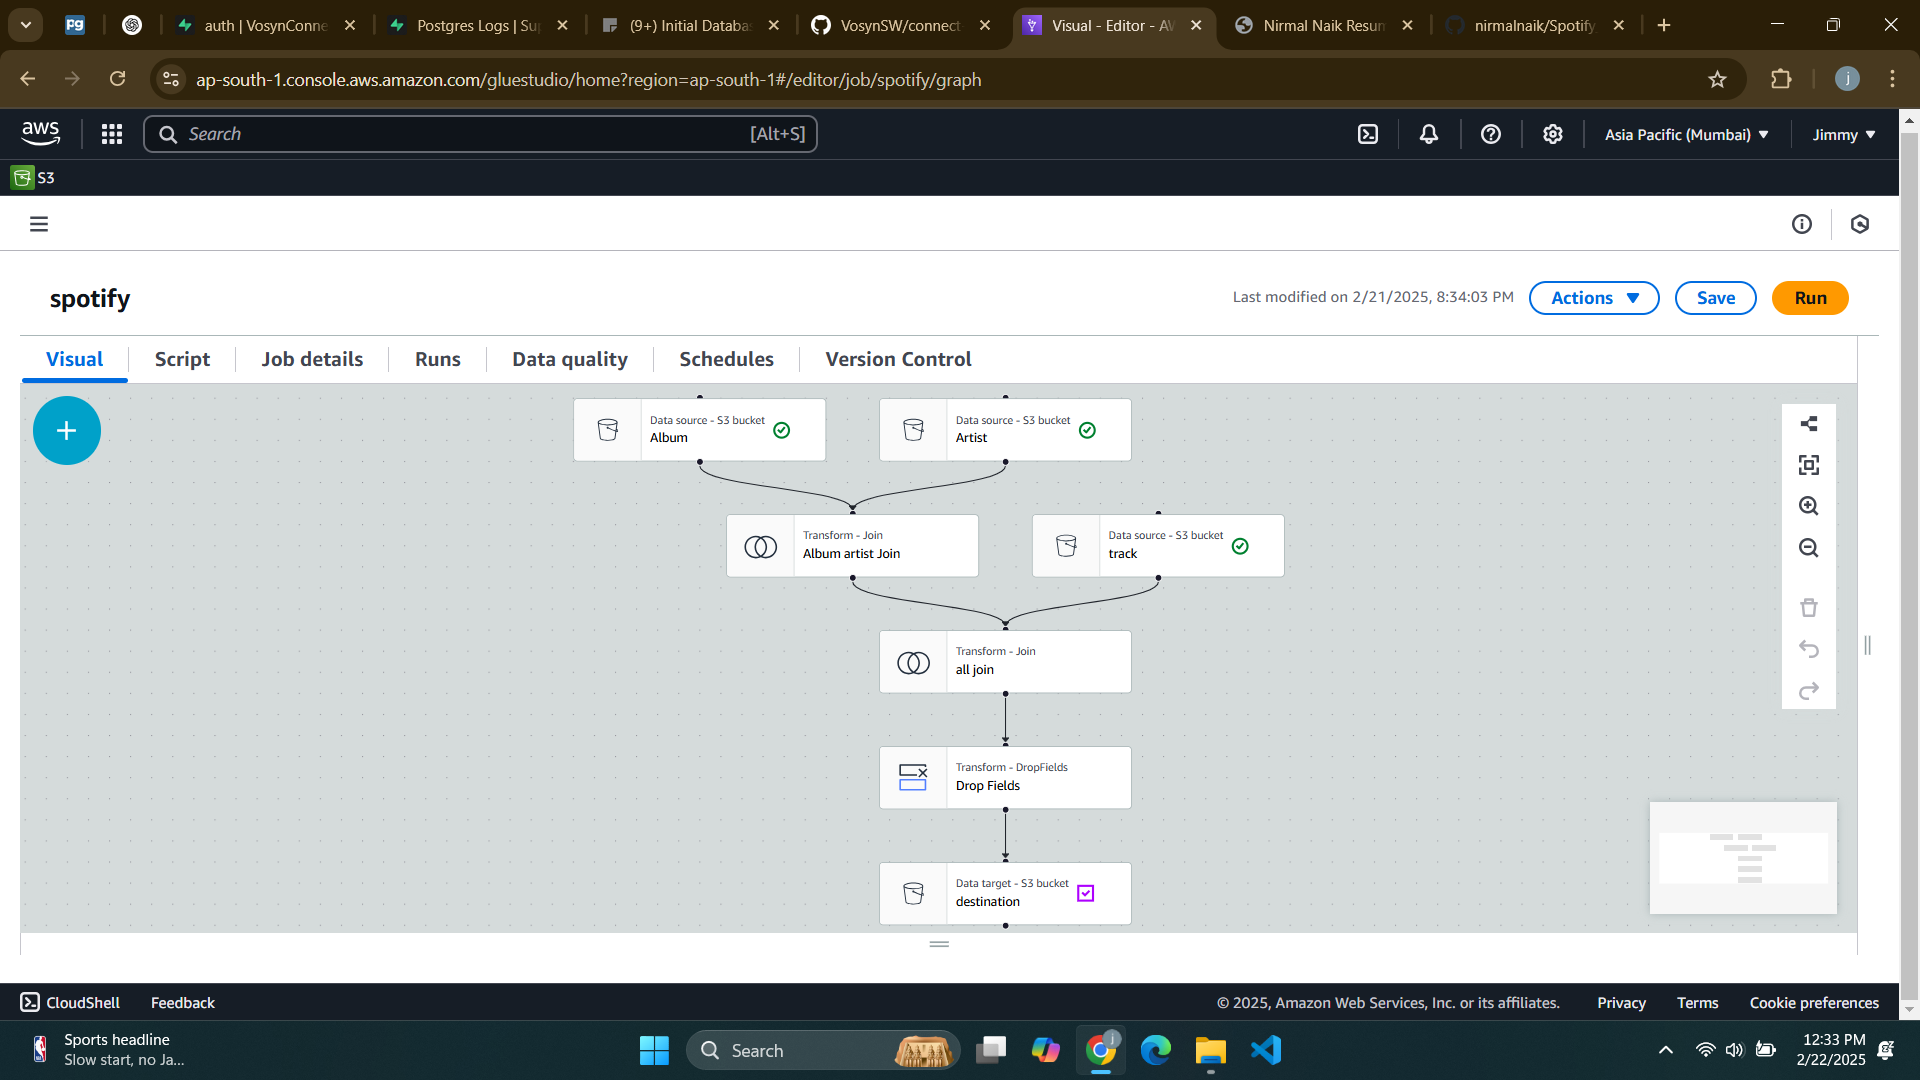 pg
auth | VosynConne
Postgres Logs | Sup
(9+) Initial Databas
VosynSW/connect
Visual - Editor - AW
Nirmal Naik Resum
nirmalnaik/Spotify
ap-south-1.console.aws.amazon.com/gluestudio/home?region=ap-south-1#/editor/job/spotify/graph
j
aws
Search
[Alt+S]
Asia Pacific (Mumbai)
Jimmy
S3
spotify
Last modified on 2/21/2025, 8:34:03 PM
Actions
Save
Run
Visual
Script
Job details
Runs
Data quality
Schedules
Version Control
Data source - S3 bucket
Album
Data source - S3 bucket
Artist
Transform - Join
Album artist Join
Data source - S3 bucket
track
Transform - Join
all join
Transform - DropFields
Drop Fields
Data target - S3 bucket
destination
CloudShell
Feedback
© 2025, Amazon Web Services, Inc. or its affiliates.
Privacy
Terms
Cookie preferences
Sports headline
Slow start, no Ja...
Search
j
12:33 PM
2/22/2025